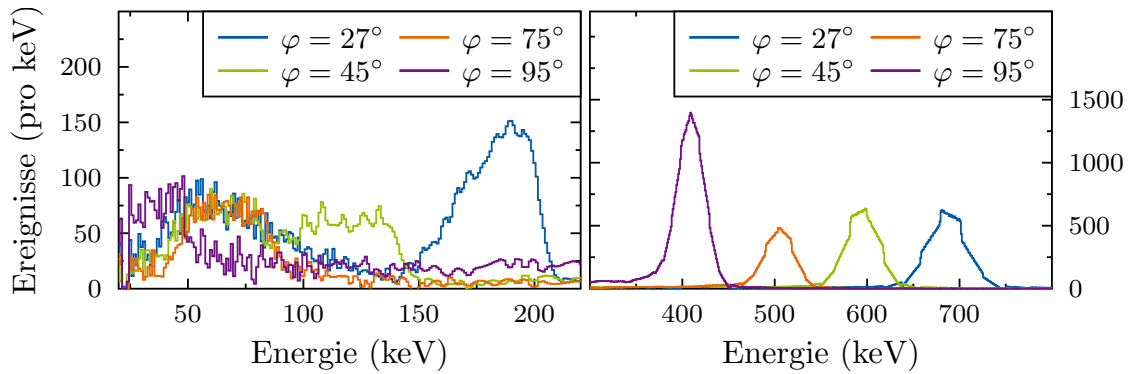 φ = 27° φ = 75°
φ = 45° φ = 95°
φ = 27° φ = 75°
φ = 45° φ = 95°
Ereignisse (pro keV)
0
50
100
150
200
50 100 150 200
Energie (keV)
400 500 600 700
Energie (keV)
0
500
1000
1500